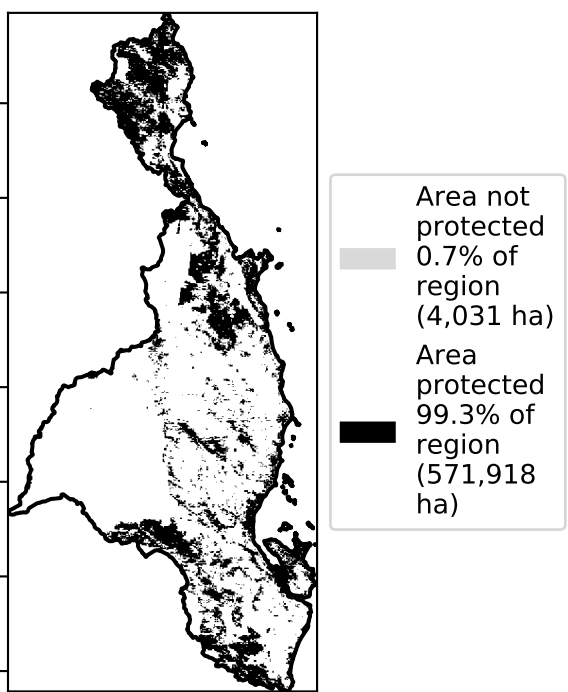 Area not
protected
0.7% of
region
(4,031 ha)
Area
protected
99.3% of
region
(571,918
ha)